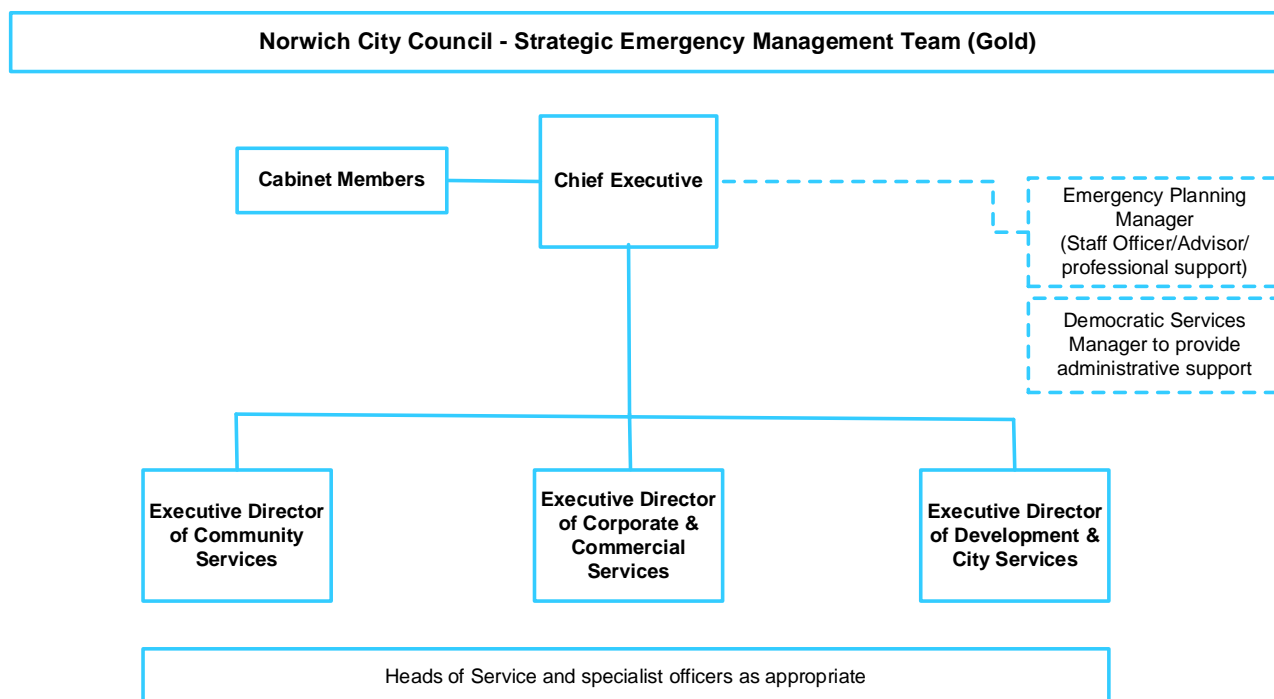 Norwich City Council - Strategic Emergency Management Team (Gold)
Cabinet Members
Chief Executive
Emergency Planning
Manager
(Staff Officer/Advisor/
professional support)
Democratic Services
Manager to provide
administrative support
Executive Director
of Community
Services
Executive Director
of Corporate &
Commercial
Services
Executive Director
of Development &
City Services
Heads of Service and specialist officers as appropriate